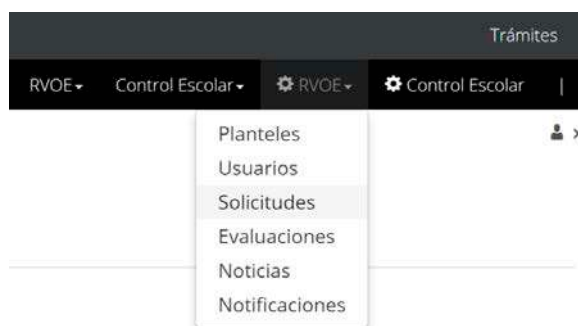 Trámites
RVOE Control Escolar RVOE Control Escolar |
Planteles
Usuarios
Solicitudes
Evaluaciones
Noticias
Notificaciones